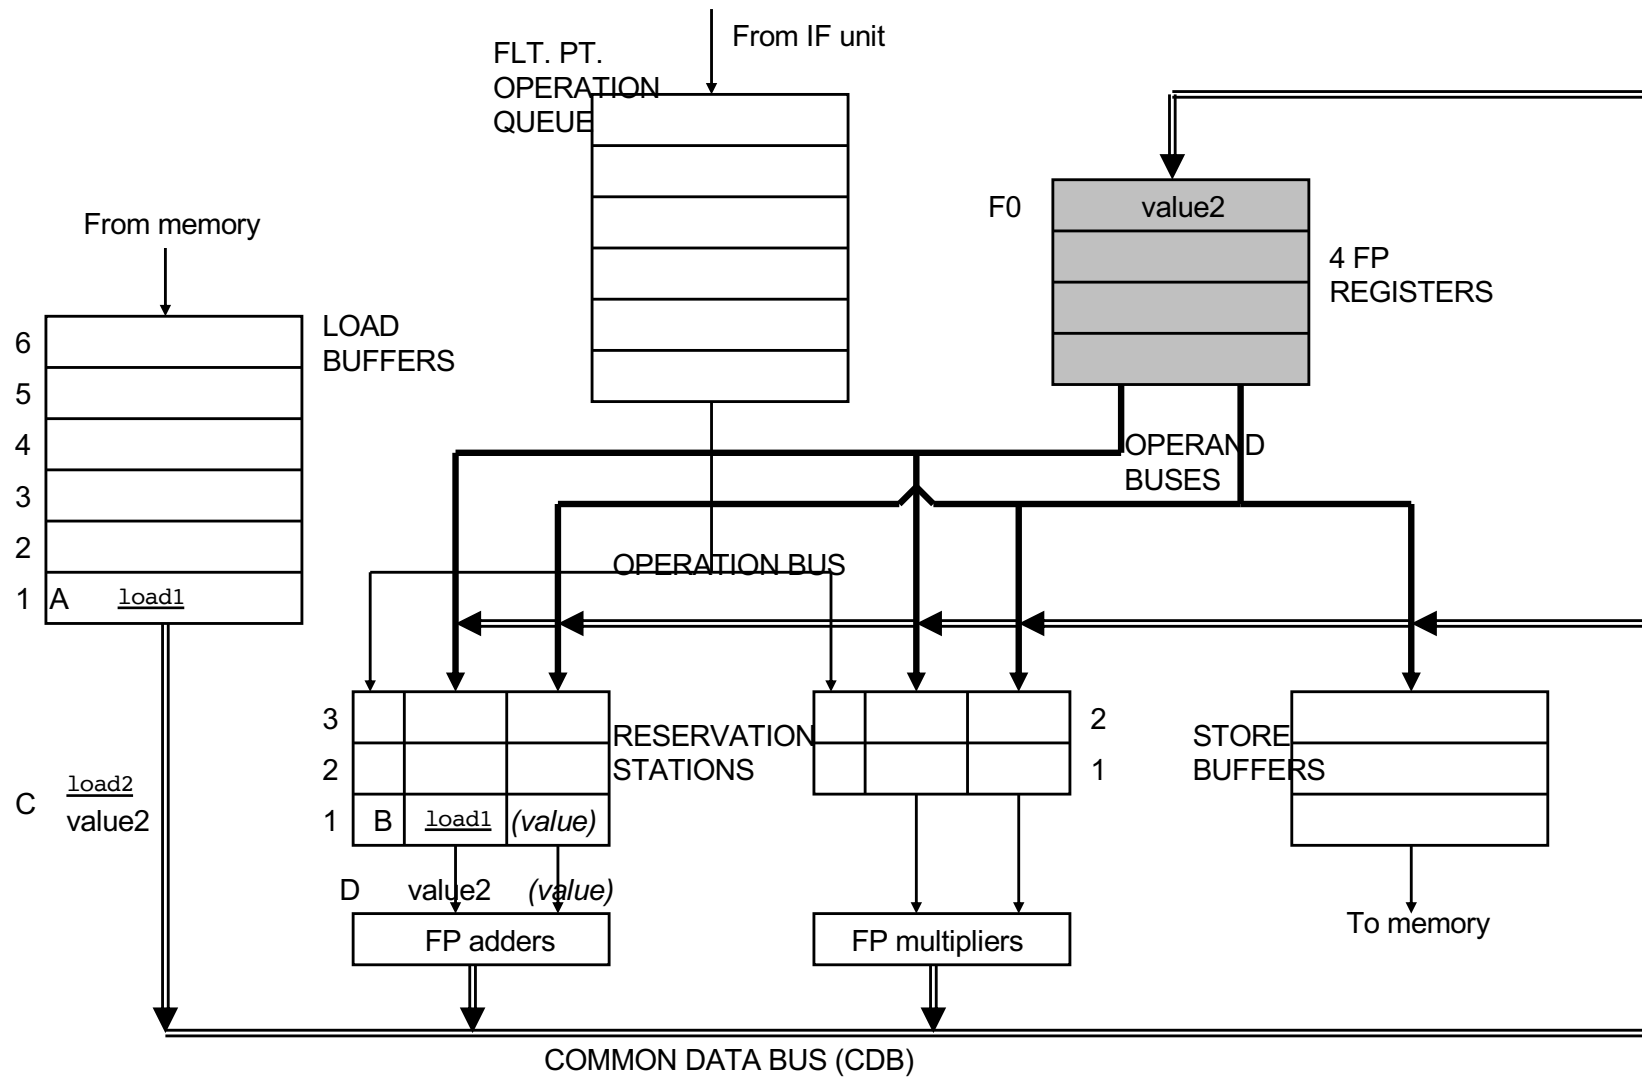 From IF unit
FLT. PT.
OPERATION
QUEUE
F0
value2
4 FP
REGISTERS
From memory
LOAD
BUFFERS
6
5
4
3
2
1
A
load1
OPERAND
BUSES
OPERATION BUS
C
load2
value2
3
2
1
B
load1
(value)
RESERVATION
STATIONS
2
1
STORE
BUFFERS
D
value2
(value)
FP adders
FP multipliers
To memory
COMMON DATA BUS (CDB)